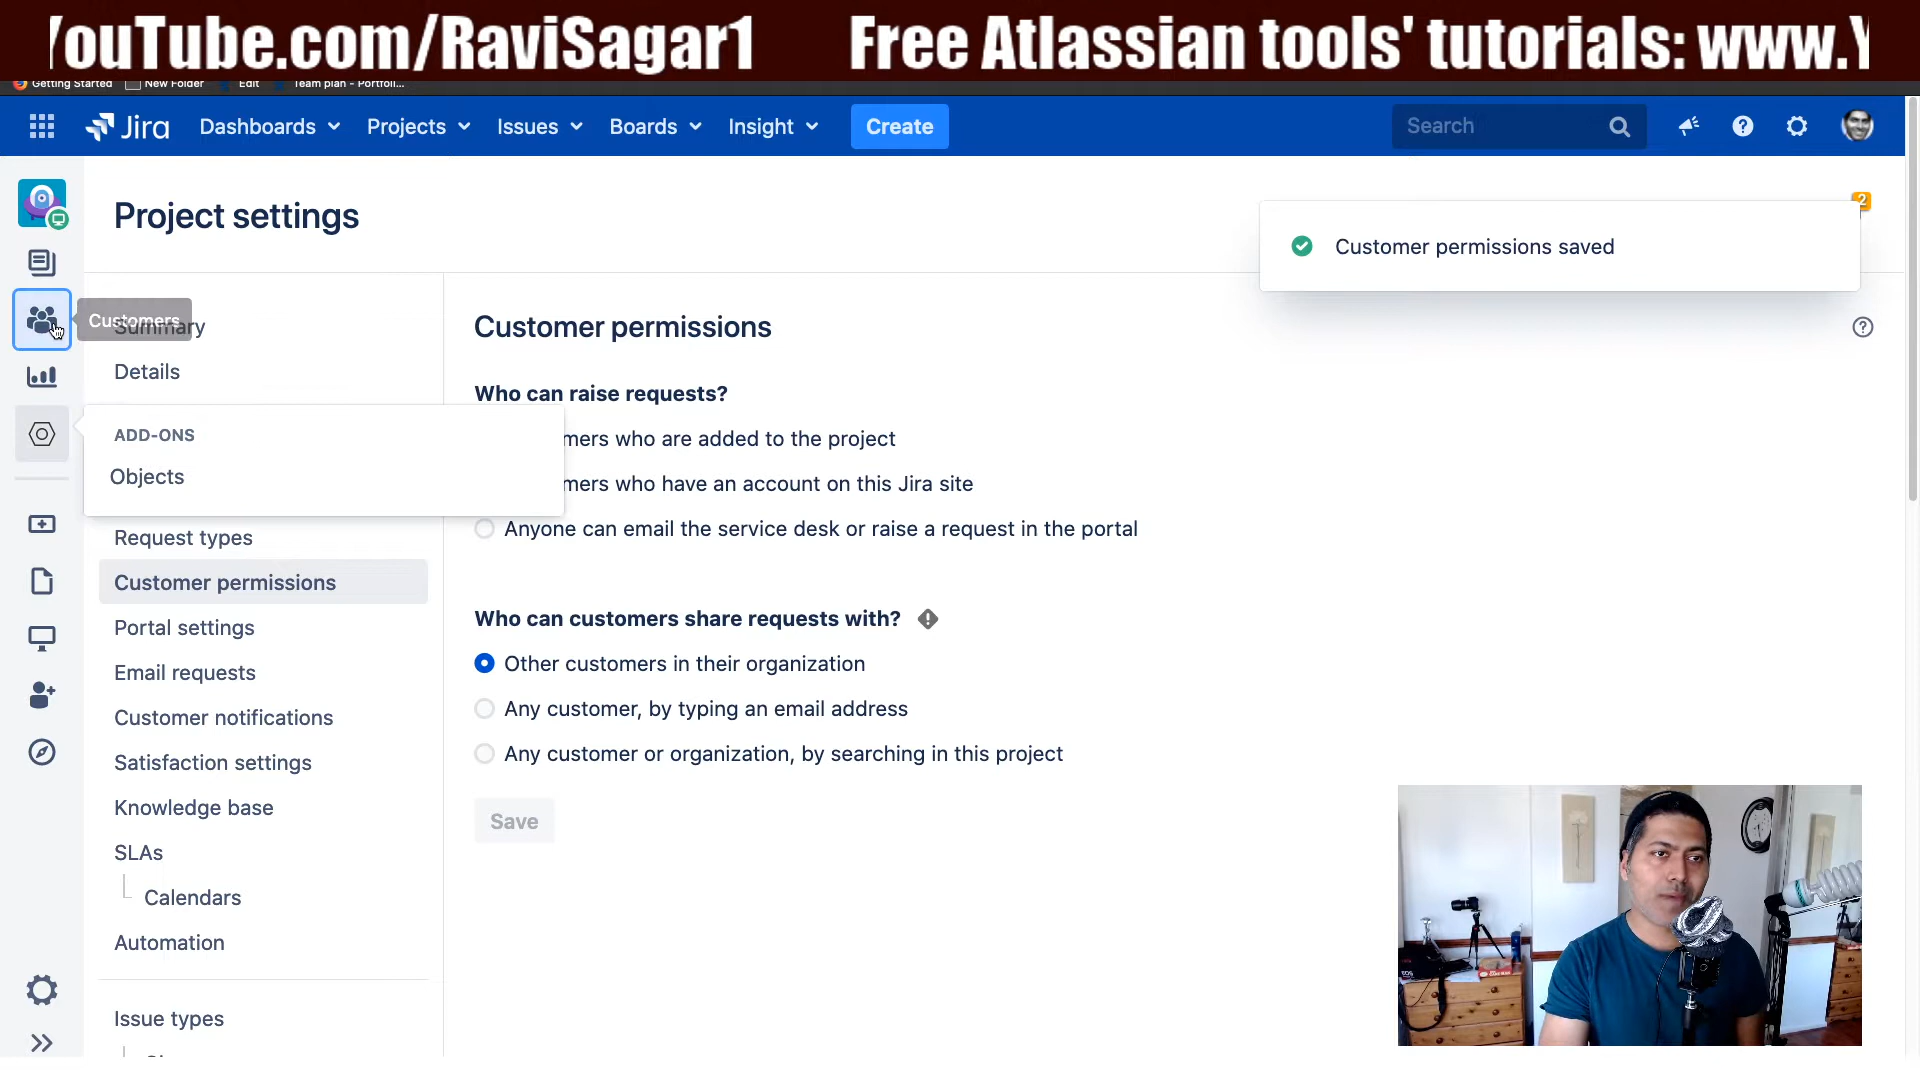 YouTube.com/RaviSagar1 Free Atlassian tools' tutorials: www.Y
Getting Started New Folder Edit Team plan - Portfoli...
Jira Dashboards Projects Issues Boards Insight Create Search
Project settings
2
Customer permissions saved
Customers
Summary
Details
ADD-ONS
Objects
Request types
Customer permissions
Portal settings
Email requests
Customer notifications
Satisfaction settings
Knowledge base
SLAs
Calendars
Automation
Issue types
Customer permissions
Who can raise requests?
mers who are added to the project
mers who have an account on this Jira site
Anyone can email the service desk or raise a request in the portal
Who can customers share requests with?
Other customers in their organization
Any customer, by typing an email address
Any customer or organization, by searching in this project
Save